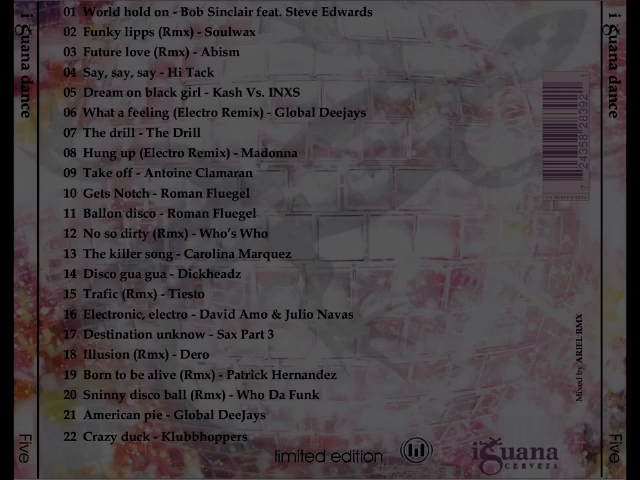 01 World hold on - Bob Sinclair feat. Steve Edwards
02 Funky lipps (Rmx) - Soulwax
03 Future love (Rmx) - Abism
04 Say, say, say - Hi Tack
05 Dream on black girl - Kash Vs. INXS
06 What a feeling (Electro Remix) - Global Deejays
07 The drill - The Drill
08 Hung up (Electro Remix) - Madonna
09 Take off - Antoine Clamaran
10 Gets Notch - Roman Fluegel
11 Ballon disco - Roman Fluegel
12 No so dirty (Rmx) - Who's Who
13 The killer song - Carolina Marquez
14 Disco gua gua - Dickheadz
15 Trafic (Rmx) - Tiesto
16 Electronic, electro - David Amo & Julio Navas
17 Destination unknow - Sax Part 3
18 Illusion (Rmx) - Dero
19 Born to be alive (Rmx) - Patrick Hernandez
20 Sninny disco ball (Rmx) - Who Da Funk
21 American pie - Global DeeJays
22 Crazy duck - Klubbhoppers
limited edition
iguana
CERVEZA
Mixed by ARIEL RMX
iguana dance
Five
iguana dance
Five